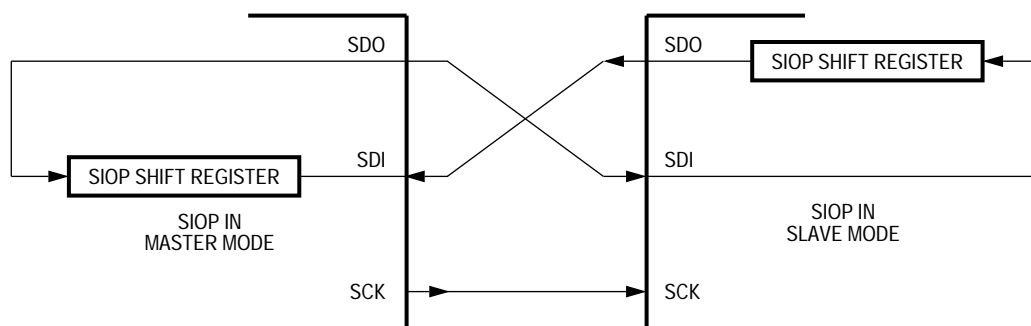 SDO
SDO
SIOP SHIFT REGISTER
SDI
SDI
SIOP SHIFT REGISTER
SIOP IN
MASTER MODE
SIOP IN
SLAVE MODE
SCK
SCK